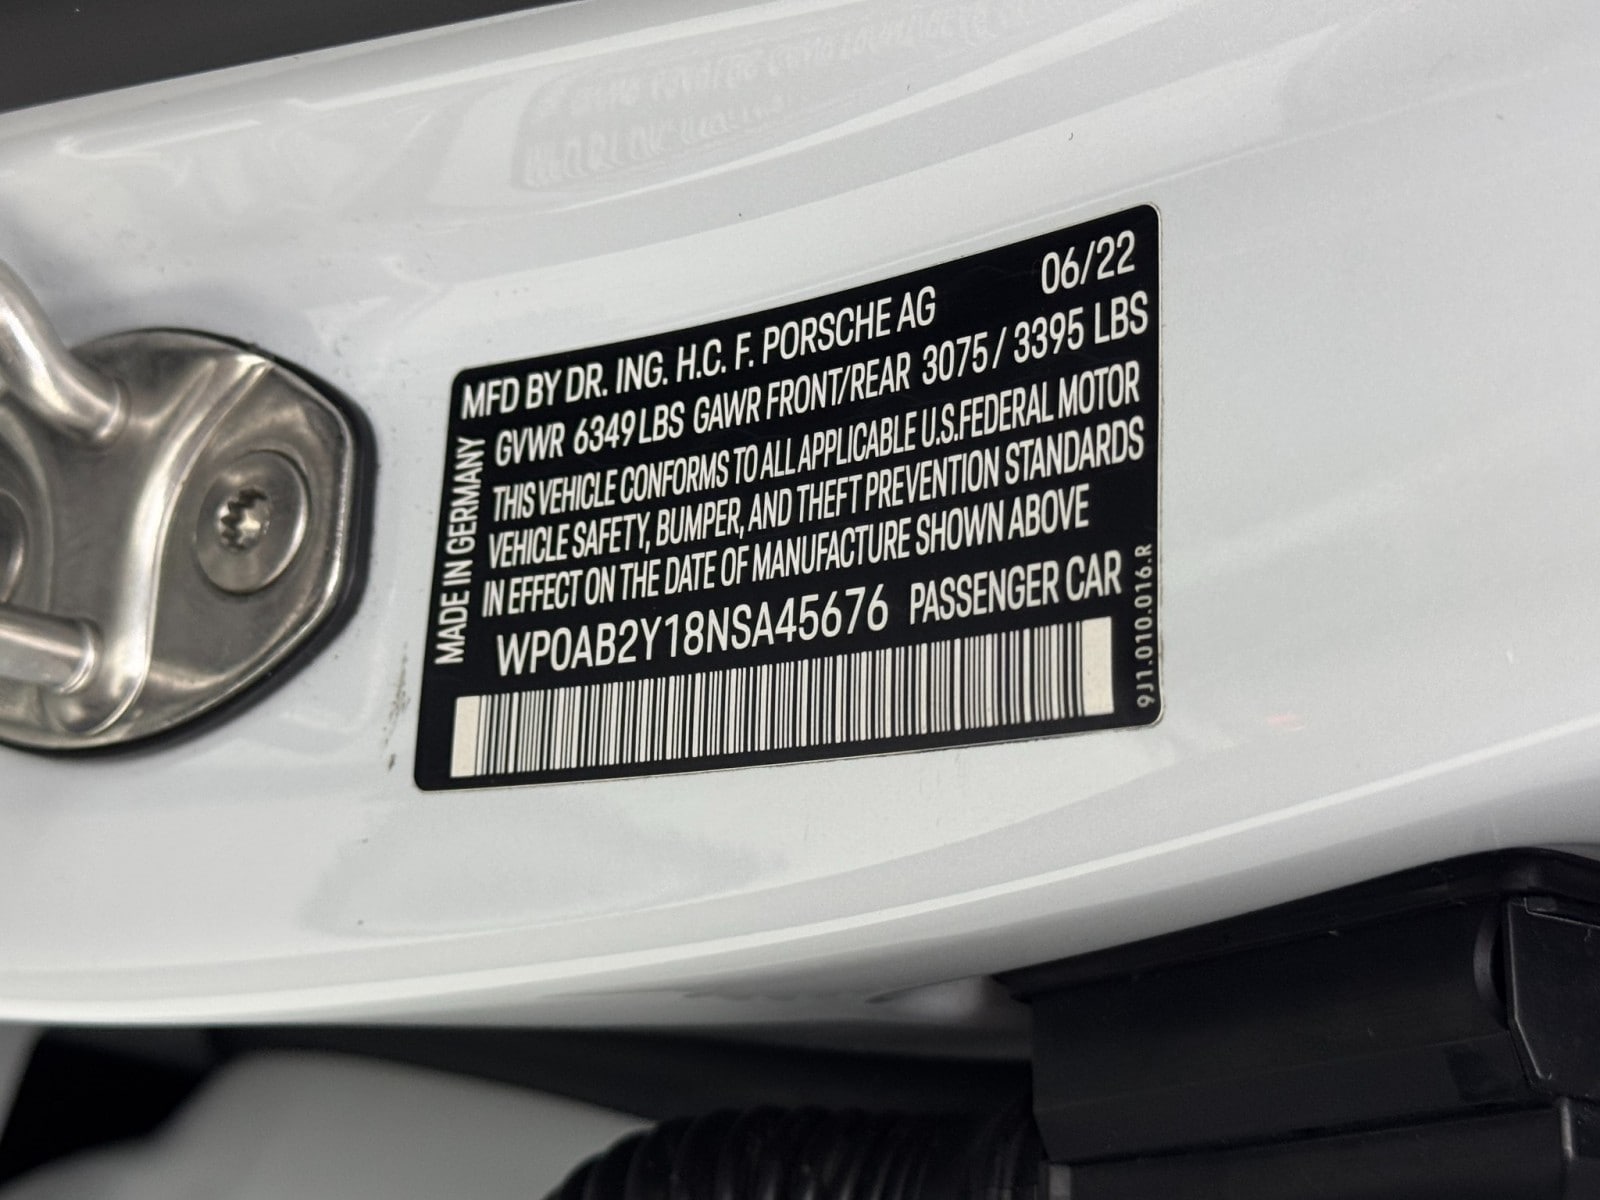 MFD BY DR. ING. H.C. F. PORSCHE AG 06/22
GVWR 6349 LBS GAWR FRONT/REAR 3075 / 3395 LBS
THIS VEHICLE CONFORMS TO ALL APPLICABLE U.S.FEDERAL MOTOR
VEHICLE SAFETY, BUMPER, AND THEFT PREVENTION STANDARDS
IN EFFECT ON THE DATE OF MANUFACTURE SHOWN ABOVE
WP0AB2Y18NSA45676 PASSENGER CAR
MADE IN GERMANY
9J1.010.016.R